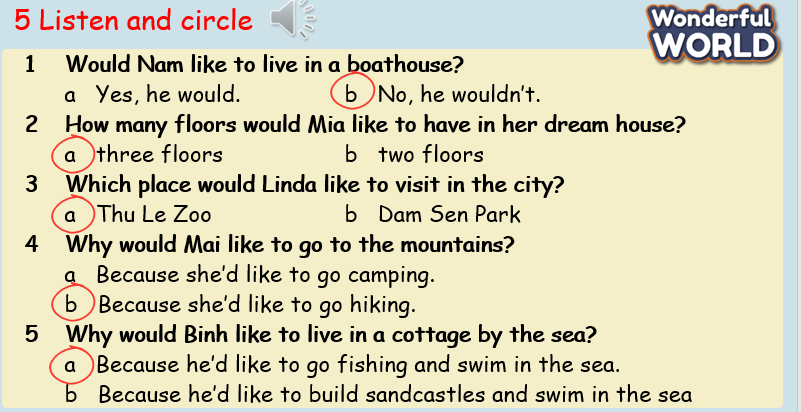 5 Listen and circle
Wonderful
WORLD
1 Would Nam like to live in a boathouse?
a Yes, he would. b No, he wouldn't.
2 How many floors would Mia like to have in her dream house?
a three floors b two floors
3 Which place would Linda like to visit in the city?
a Thu Le Zoo b Dam Sen Park
4 Why would Mai like to go to the mountains?
a Because she'd like to go camping.
b Because she'd like to go hiking.
5 Why would Binh like to live in a cottage by the sea?
a Because he'd like to go fishing and swim in the sea.
b Because he'd like to build sandcastles and swim in the sea